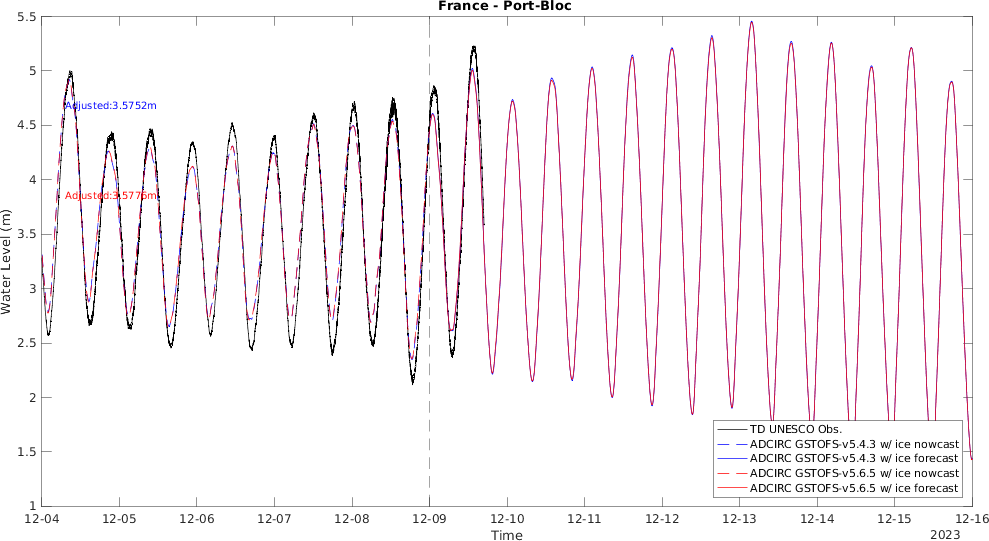 France - Port-Bloc
5.5
5
4.5
4
3.5
3
2.5
2
1.5
1
Water Level (m)
Adjusted:3.5752m
Adjusted:3.5776m
TD UNESCO Obs.
ADCIRC GSTOFS-v5.4.3 w/ ice nowcast
ADCIRC GSTOFS-v5.4.3 w/ ice forecast
ADCIRC GSTOFS-v5.6.5 w/ ice nowcast
ADCIRC GSTOFS-v5.6.5 w/ ice forecast
12-04 12-05 12-06 12-07 12-08 12-09 12-10 12-11 12-12 12-13 12-14 12-15 12-16
Time
2023